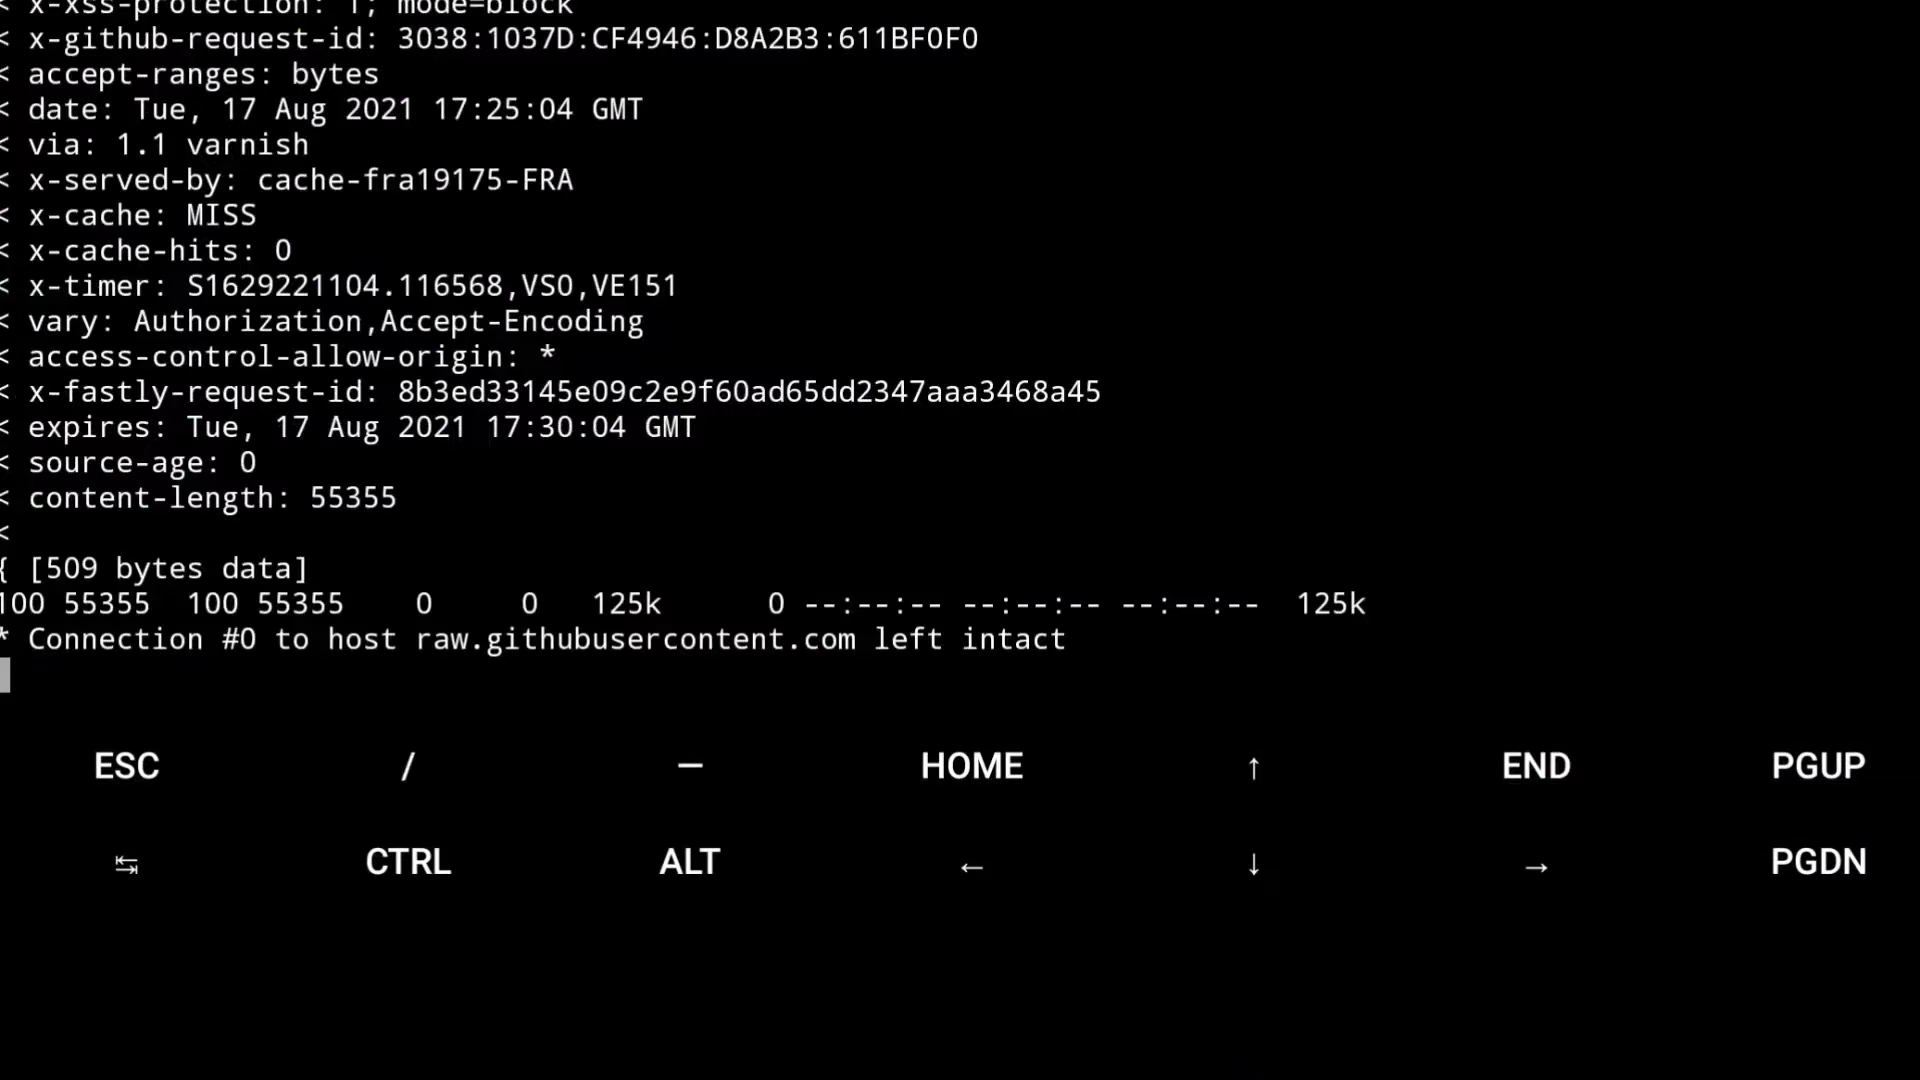 < x-xss-protection: 1; mode=block
< x-github-request-id: 3038:1037D:CF4946:D8A2B3:611BF0F0
< accept-ranges: bytes
< date: Tue, 17 Aug 2021 17:25:04 GMT
< via: 1.1 varnish
< x-served-by: cache-fra19175-FRA
< x-cache: MISS
< x-cache-hits: 0
< x-timer: S1629221104.116568,VS0,VE151
< vary: Authorization,Accept-Encoding
< access-control-allow-origin: *
< x-fastly-request-id: 8b3ed33145e09c2e9f60ad65dd2347aaa3468a45
< expires: Tue, 17 Aug 2021 17:30:04 GMT
< source-age: 0
< content-length: 55355
<
{ [509 bytes data]
100 55355  100 55355    0     0   125k      0 --:--:-- --:--:-- --:--:--  125k
* Connection #0 to host raw.githubusercontent.com left intact
ESC / — HOME ↑ END PGUP
↹ CTRL ALT ← ↓ → PGDN